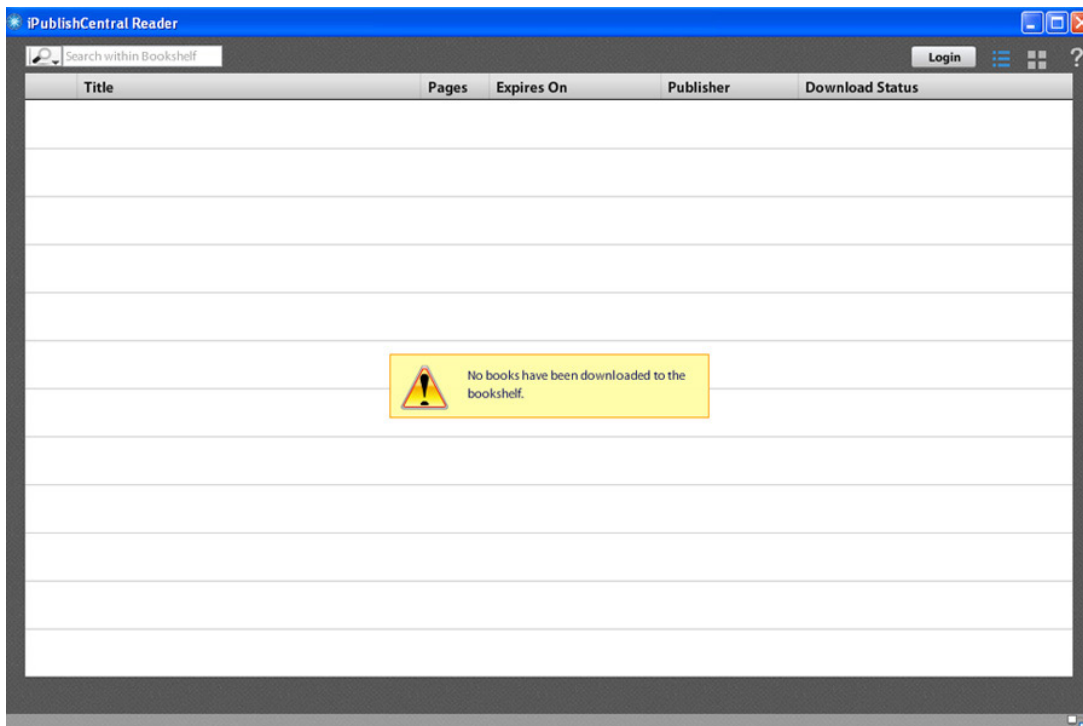 iPublishCentral Reader
Search within Bookshelf
Login
?
Title Pages Expires On Publisher Download Status
No books have been downloaded to the
bookshelf.